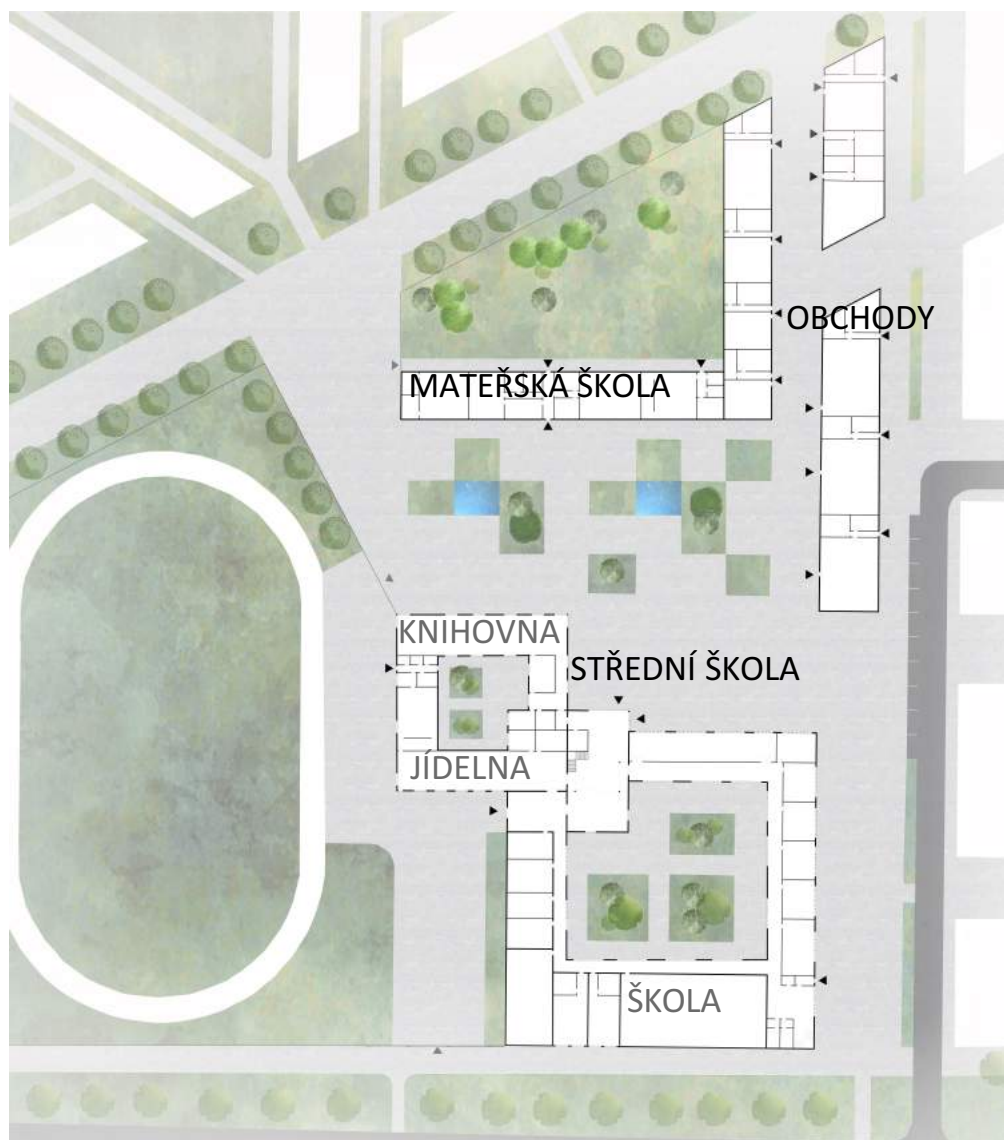 OBCHODY
MATEŘSKÁ ŠKOLA
KNIHOVNA
STŘEDNÍ ŠKOLA
JÍDELNA
ŠKOLA